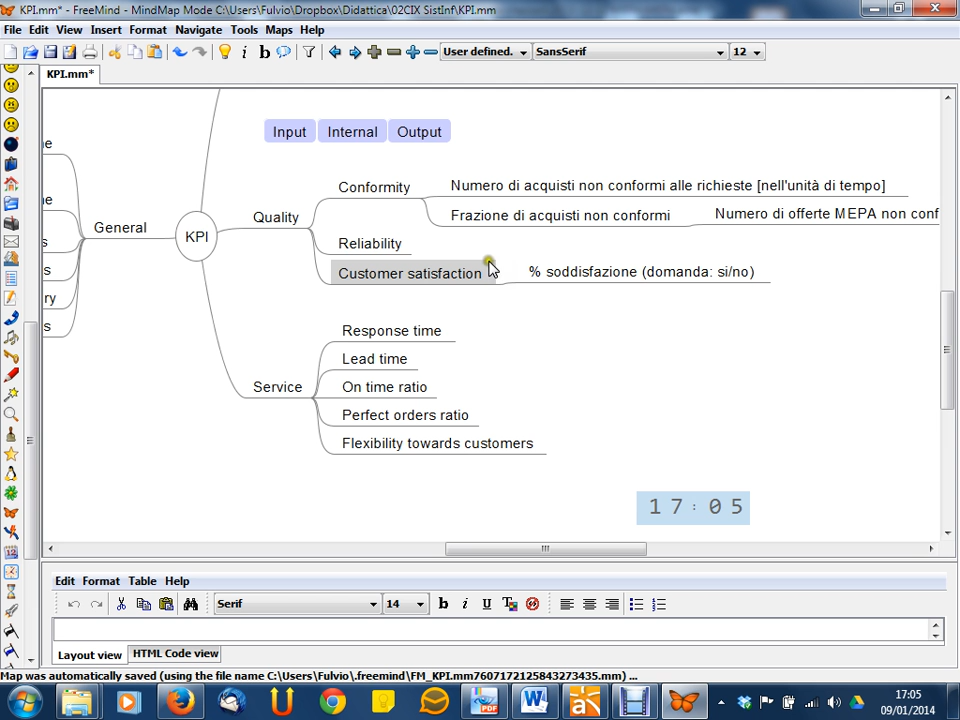 KPI.mm* - FreeMind - MindMap Mode C:\Users\Fulvio\Dropbox\Didattica\02CIX SistInf\KPI.mm
File Edit View Insert Format Navigate Tools Maps Help
User defined. SansSerif 12
KPI.mm*
Input Internal Output
Conformity
Numero di acquisti non conformi alle richieste [nell'unità di tempo]
Frazione di acquisti non conformi
Numero di offerte MEPA non conf
Quality
General
KPI
Reliability
Customer satisfaction
% soddisfazione (domanda: si/no)
Response time
Lead time
Service
On time ratio
Perfect orders ratio
Flexibility towards customers
17:05
Edit Format Table Help
Serif 14
Layout view HTML Code view
Map was automatically saved (using the file name C:\Users\Fulvio\.freemind\FM_KPI.mm7607172125843273435.mm) ...
17:05
09/01/2014